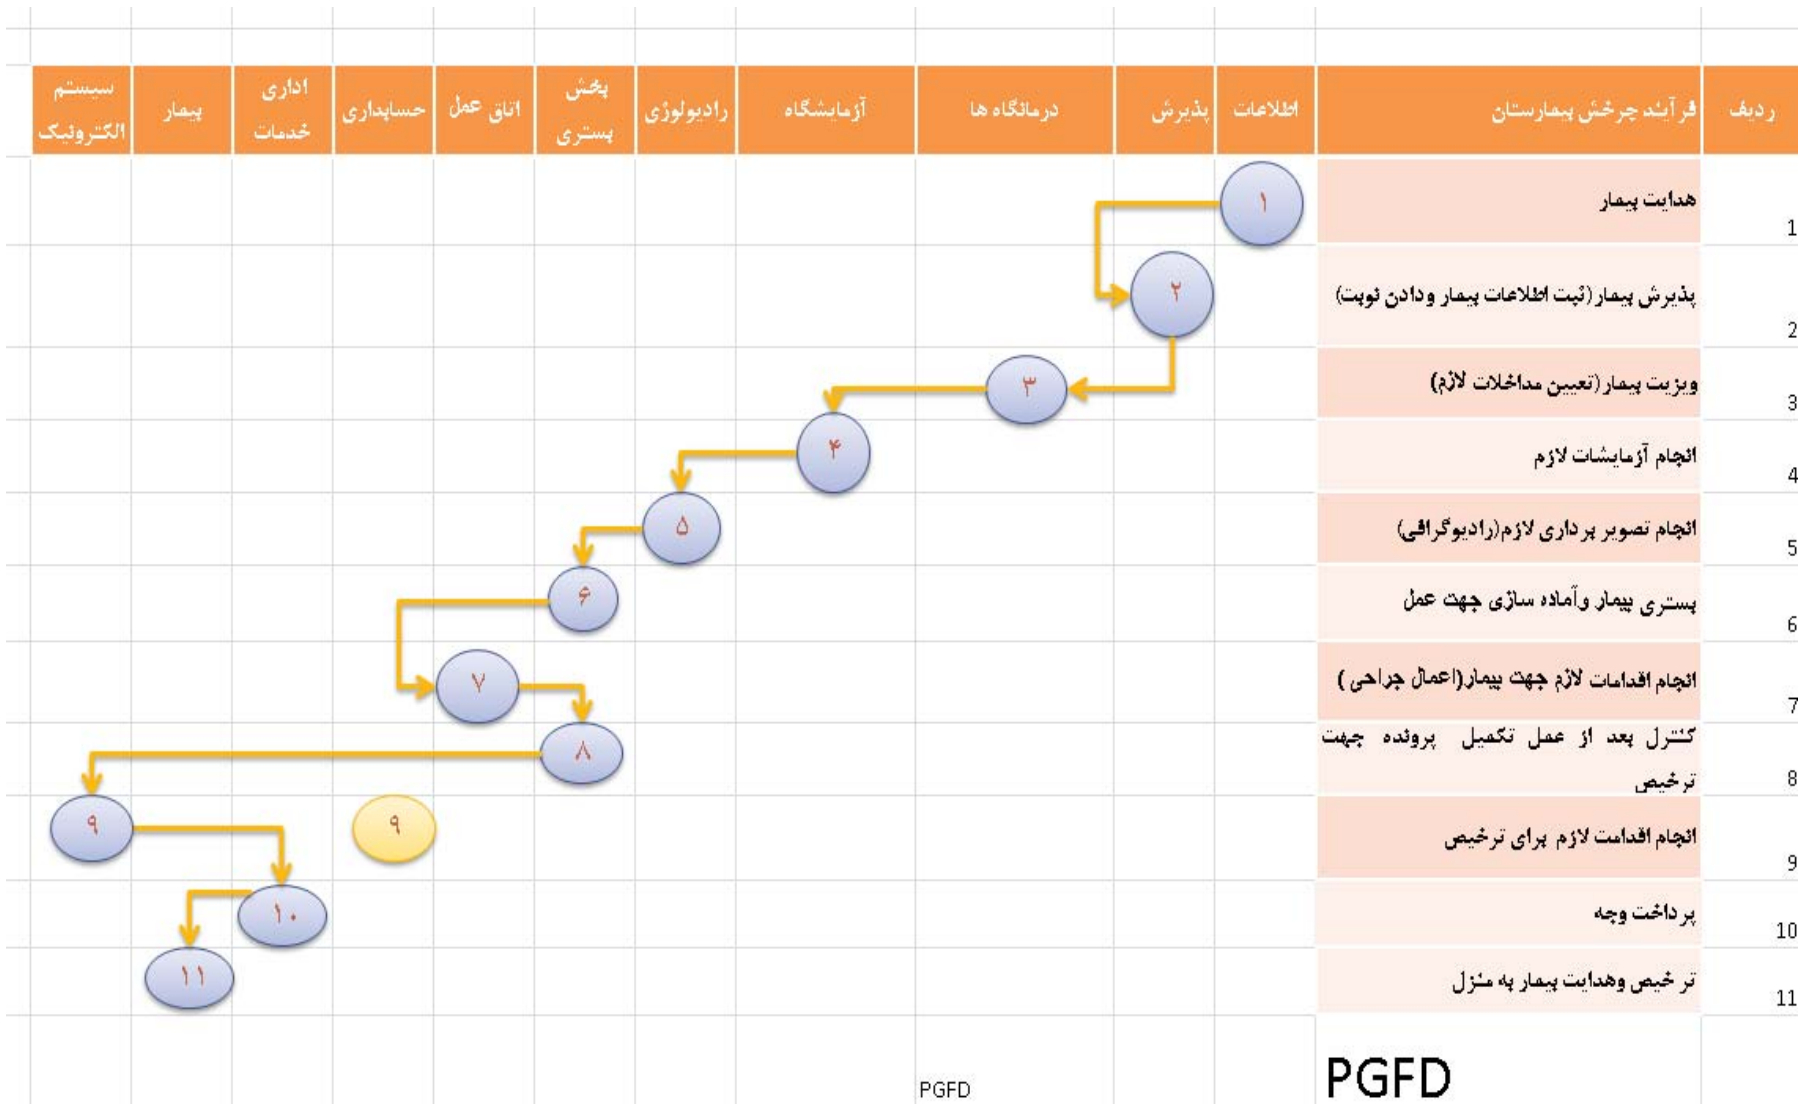 ردیف
فرآیند چرخش بیمارستان
اطلاعات
پذیرش
درمانگاه ها
آزمایشگاه
رادیولوژی
بخش
بستری
اتاق عمل
حسابداری
اداری
خدمات
بیمار
سیستم
الکترونیک
1
هدایت بیمار
۱
2
پذیرش بیمار(ثبت اطلاعات بیمار ودادن نوبت)
۲
3
ویزیت بیمار(تعیین مداخلات لازم)
۳
4
انجام آزمایشات لازم
۴
5
انجام تصویر برداری لازم(رادیوگرافی)
۵
6
بستری بیمار وآماده سازی جهت عمل
۶
7
انجام اقدامات لازم جهت بیمار(اعمال جراحی )
۷
8
کنترل بعد از عمل تکمیل پرونده جهت
ترخیص
۸
9
انجام اقدامت لازم برای ترخیص
۹
۹
10
پرداخت وجه
۱۰
11
ترخیص وهدایت بیمار به منزل
۱۱
PGFD
PGFD